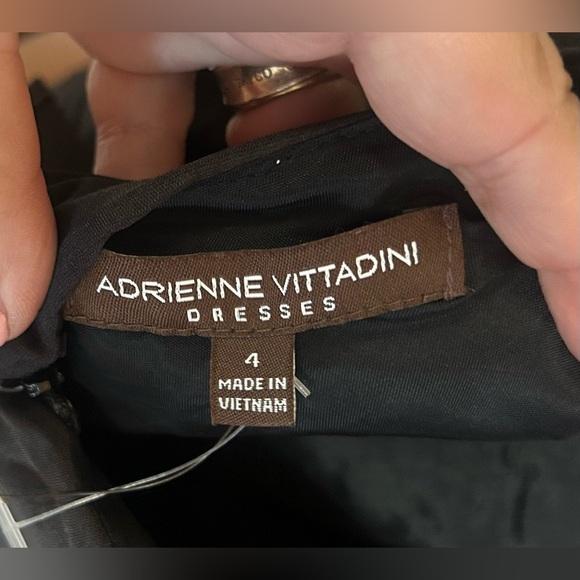 ADRIENNE VITTADINI
DRESSES
4
MADE IN
VIETNAM